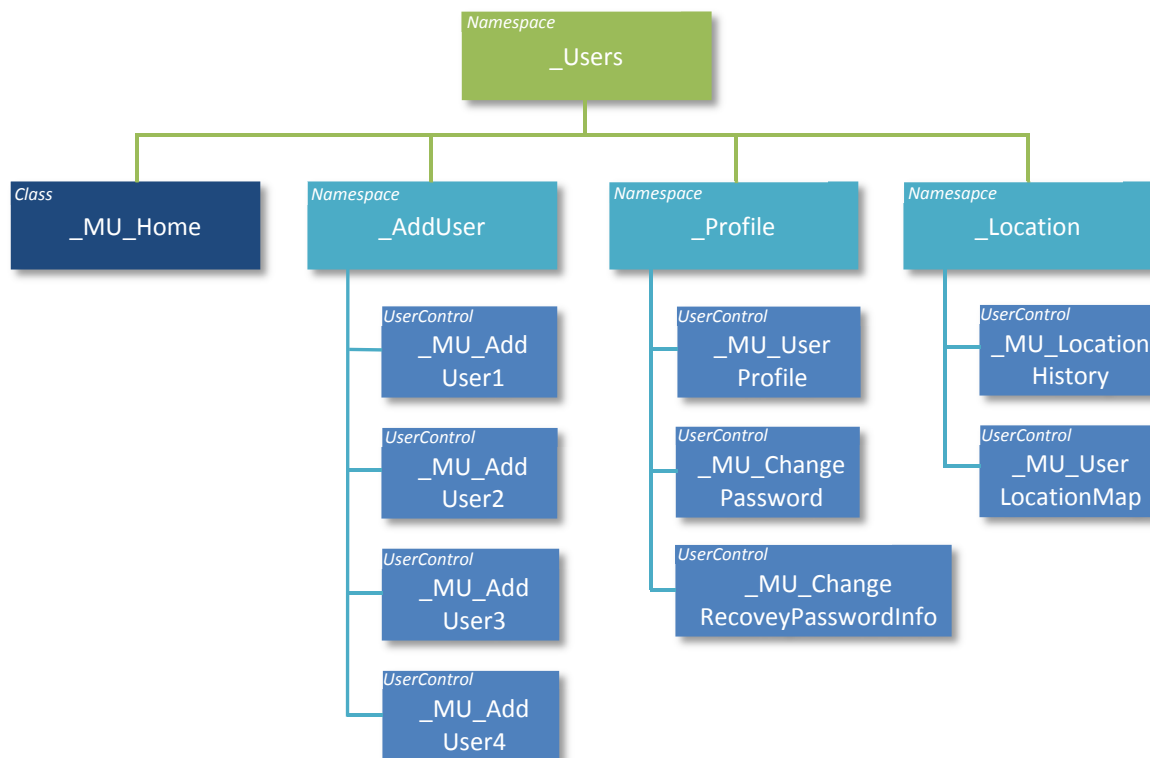 Namespace
_Users
Class
_MU_Home
Namespace
_AddUser
Namespace
_Profile
Namesapce
_Location
UserControl
_MU_Add
User1
UserControl
_MU_Add
User2
UserControl
_MU_Add
User3
UserControl
_MU_Add
User4
UserControl
_MU_User
Profile
UserControl
_MU_Change
Password
UserControl
_MU_Change
RecoveyPasswordInfo
UserControl
_MU_Location
History
UserControl
_MU_User
LocationMap